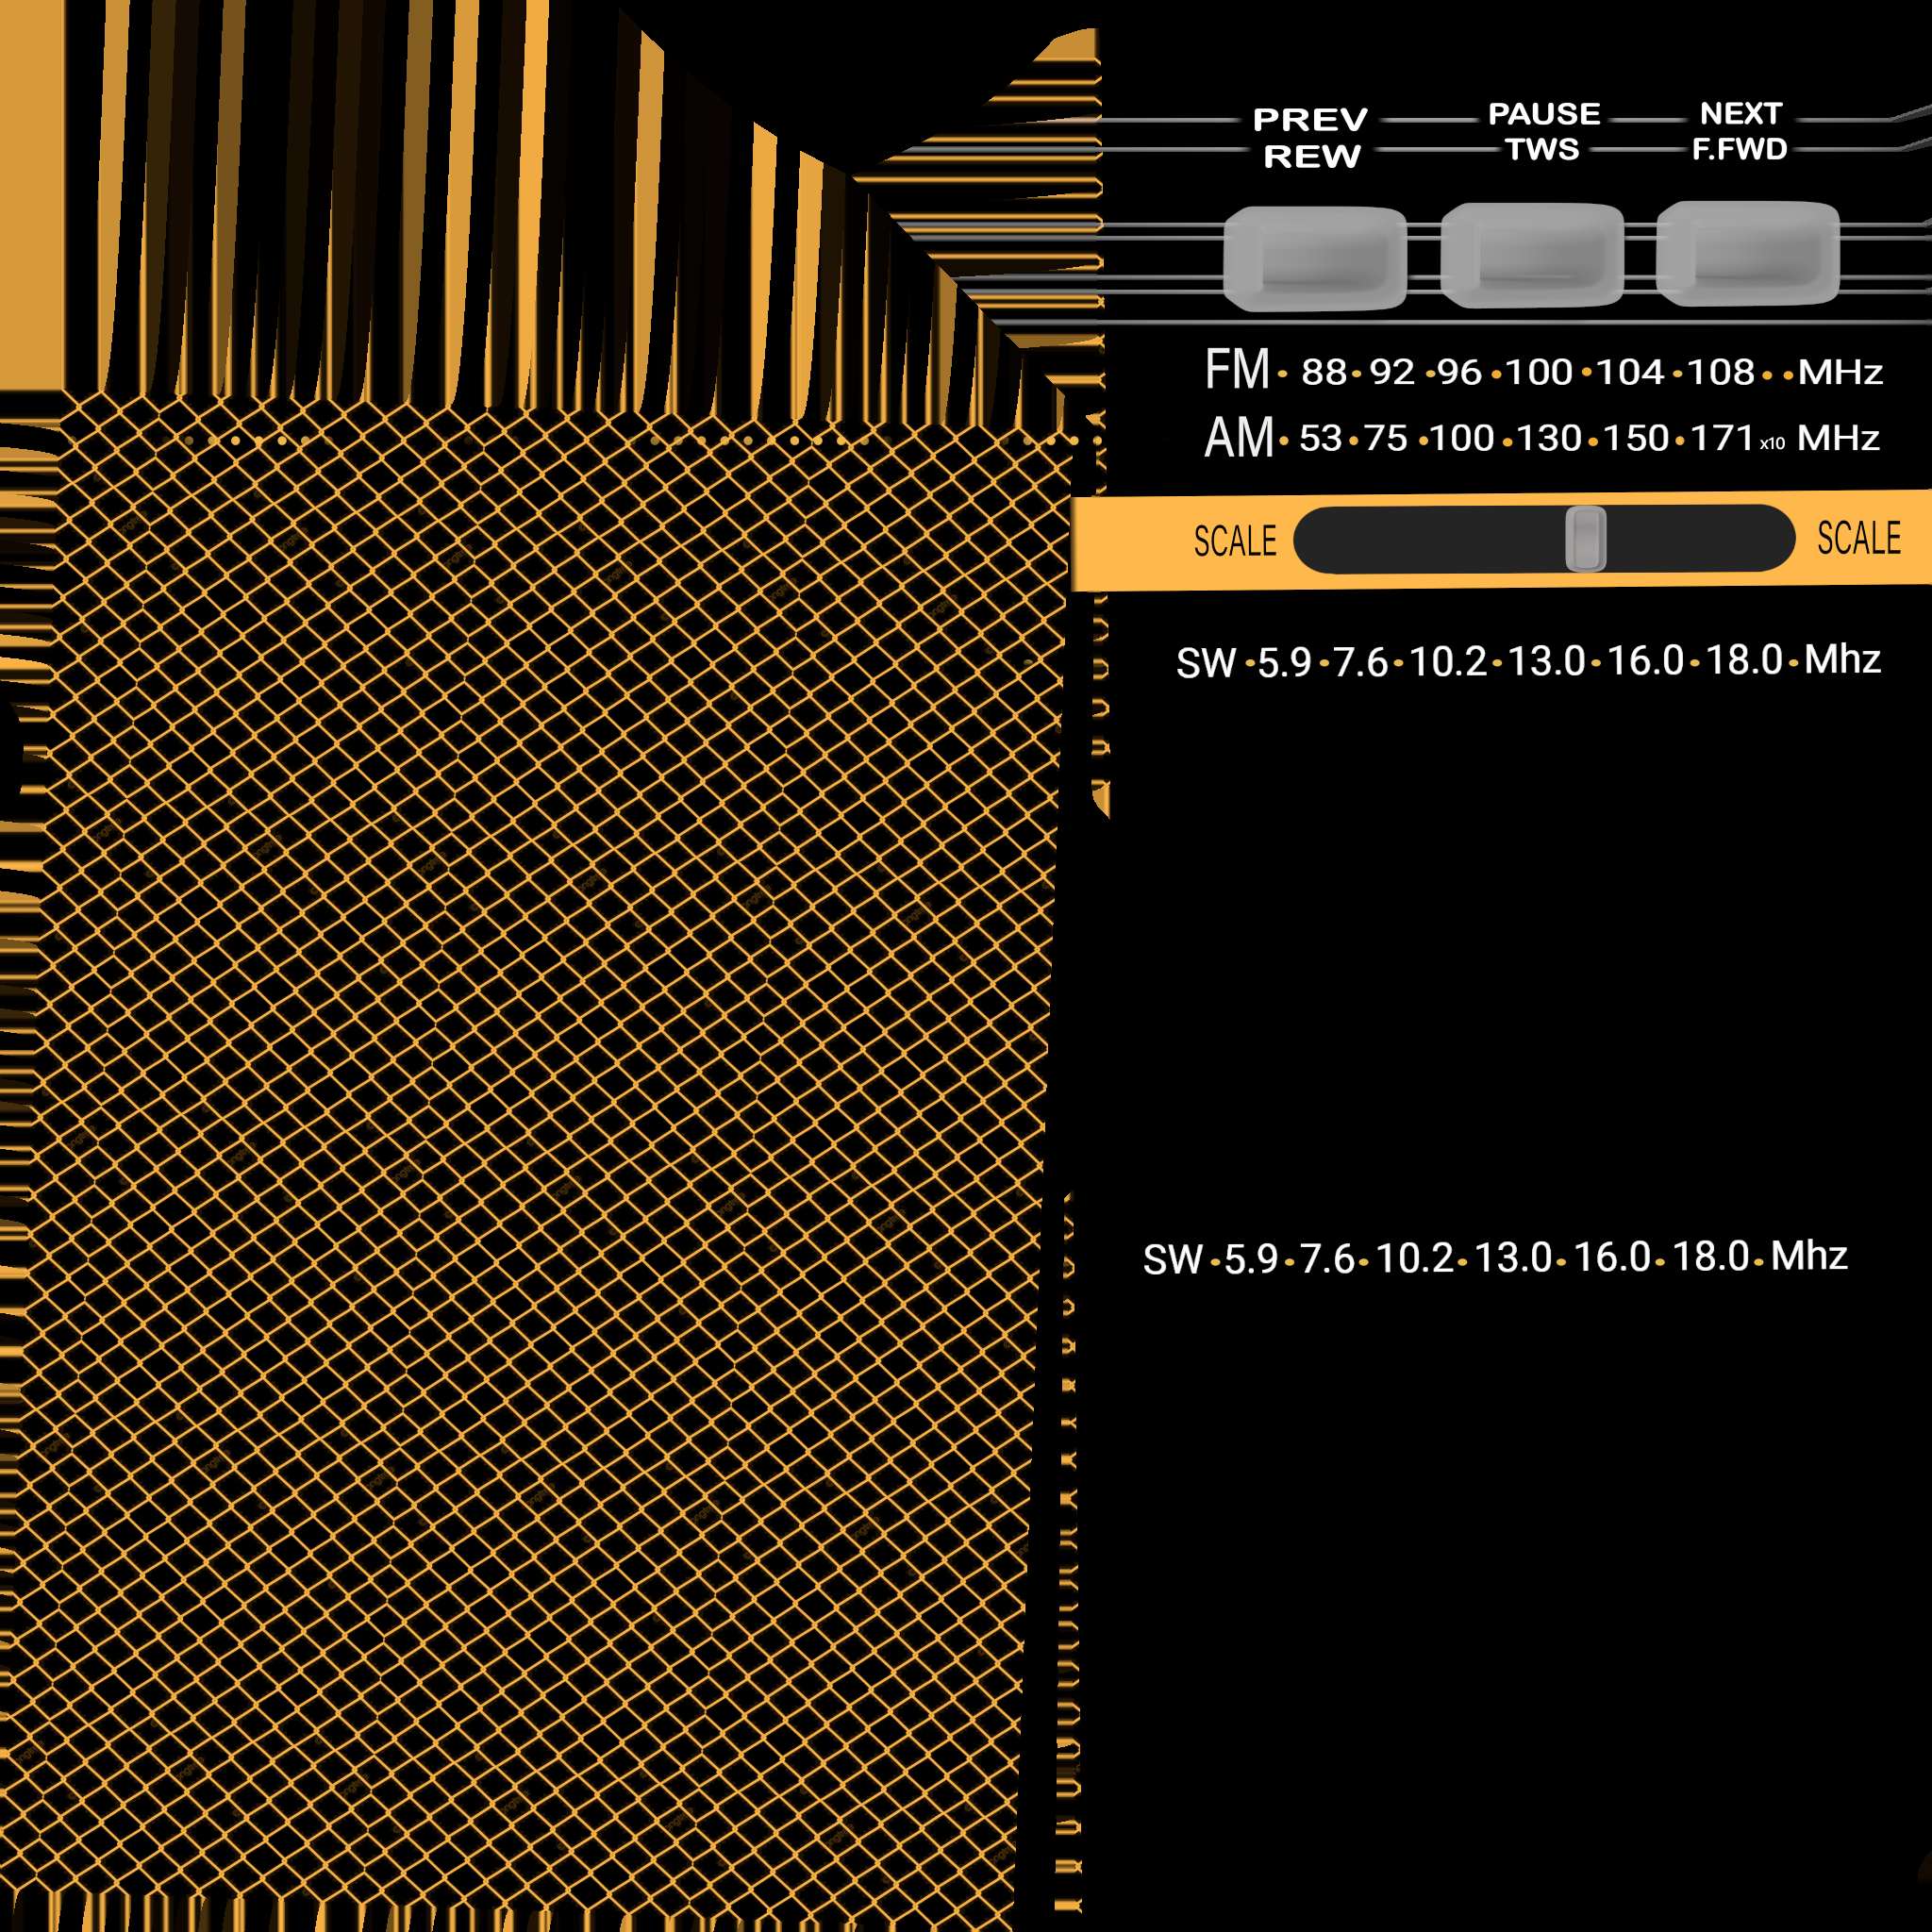 PREV PAUSE NEXT
REW TWS F.FWD
FM • 88 • 92 • 96 • 100 • 104 • 108 • • MHz
AM • 53 • 75 • 100 • 130 • 150 • 171 x10 MHz
SCALE SCALE
SW • 5.9 • 7.6 • 10.2 • 13.0 • 16.0 • 18.0 • Mhz
SW • 5.9 • 7.6 • 10.2 • 13.0 • 16.0 • 18.0 • Mhz